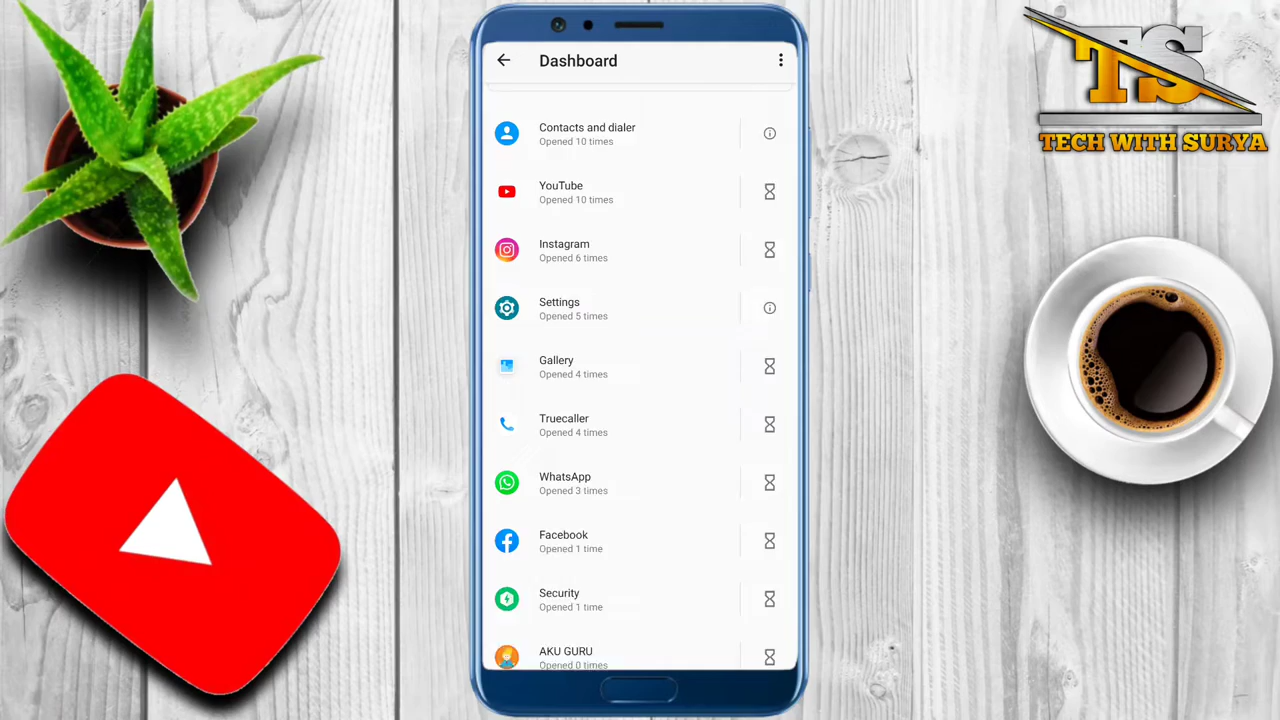 Dashboard
Contacts and dialer
Opened 10 times
YouTube
Opened 10 times
Instagram
Opened 6 times
Settings
Opened 5 times
Gallery
Opened 4 times
Truecaller
Opened 4 times
WhatsApp
Opened 3 times
Facebook
Opened 1 time
Security
Opened 1 time
AKU GURU
Opened 0 times
TS
TECH WITH SURYA